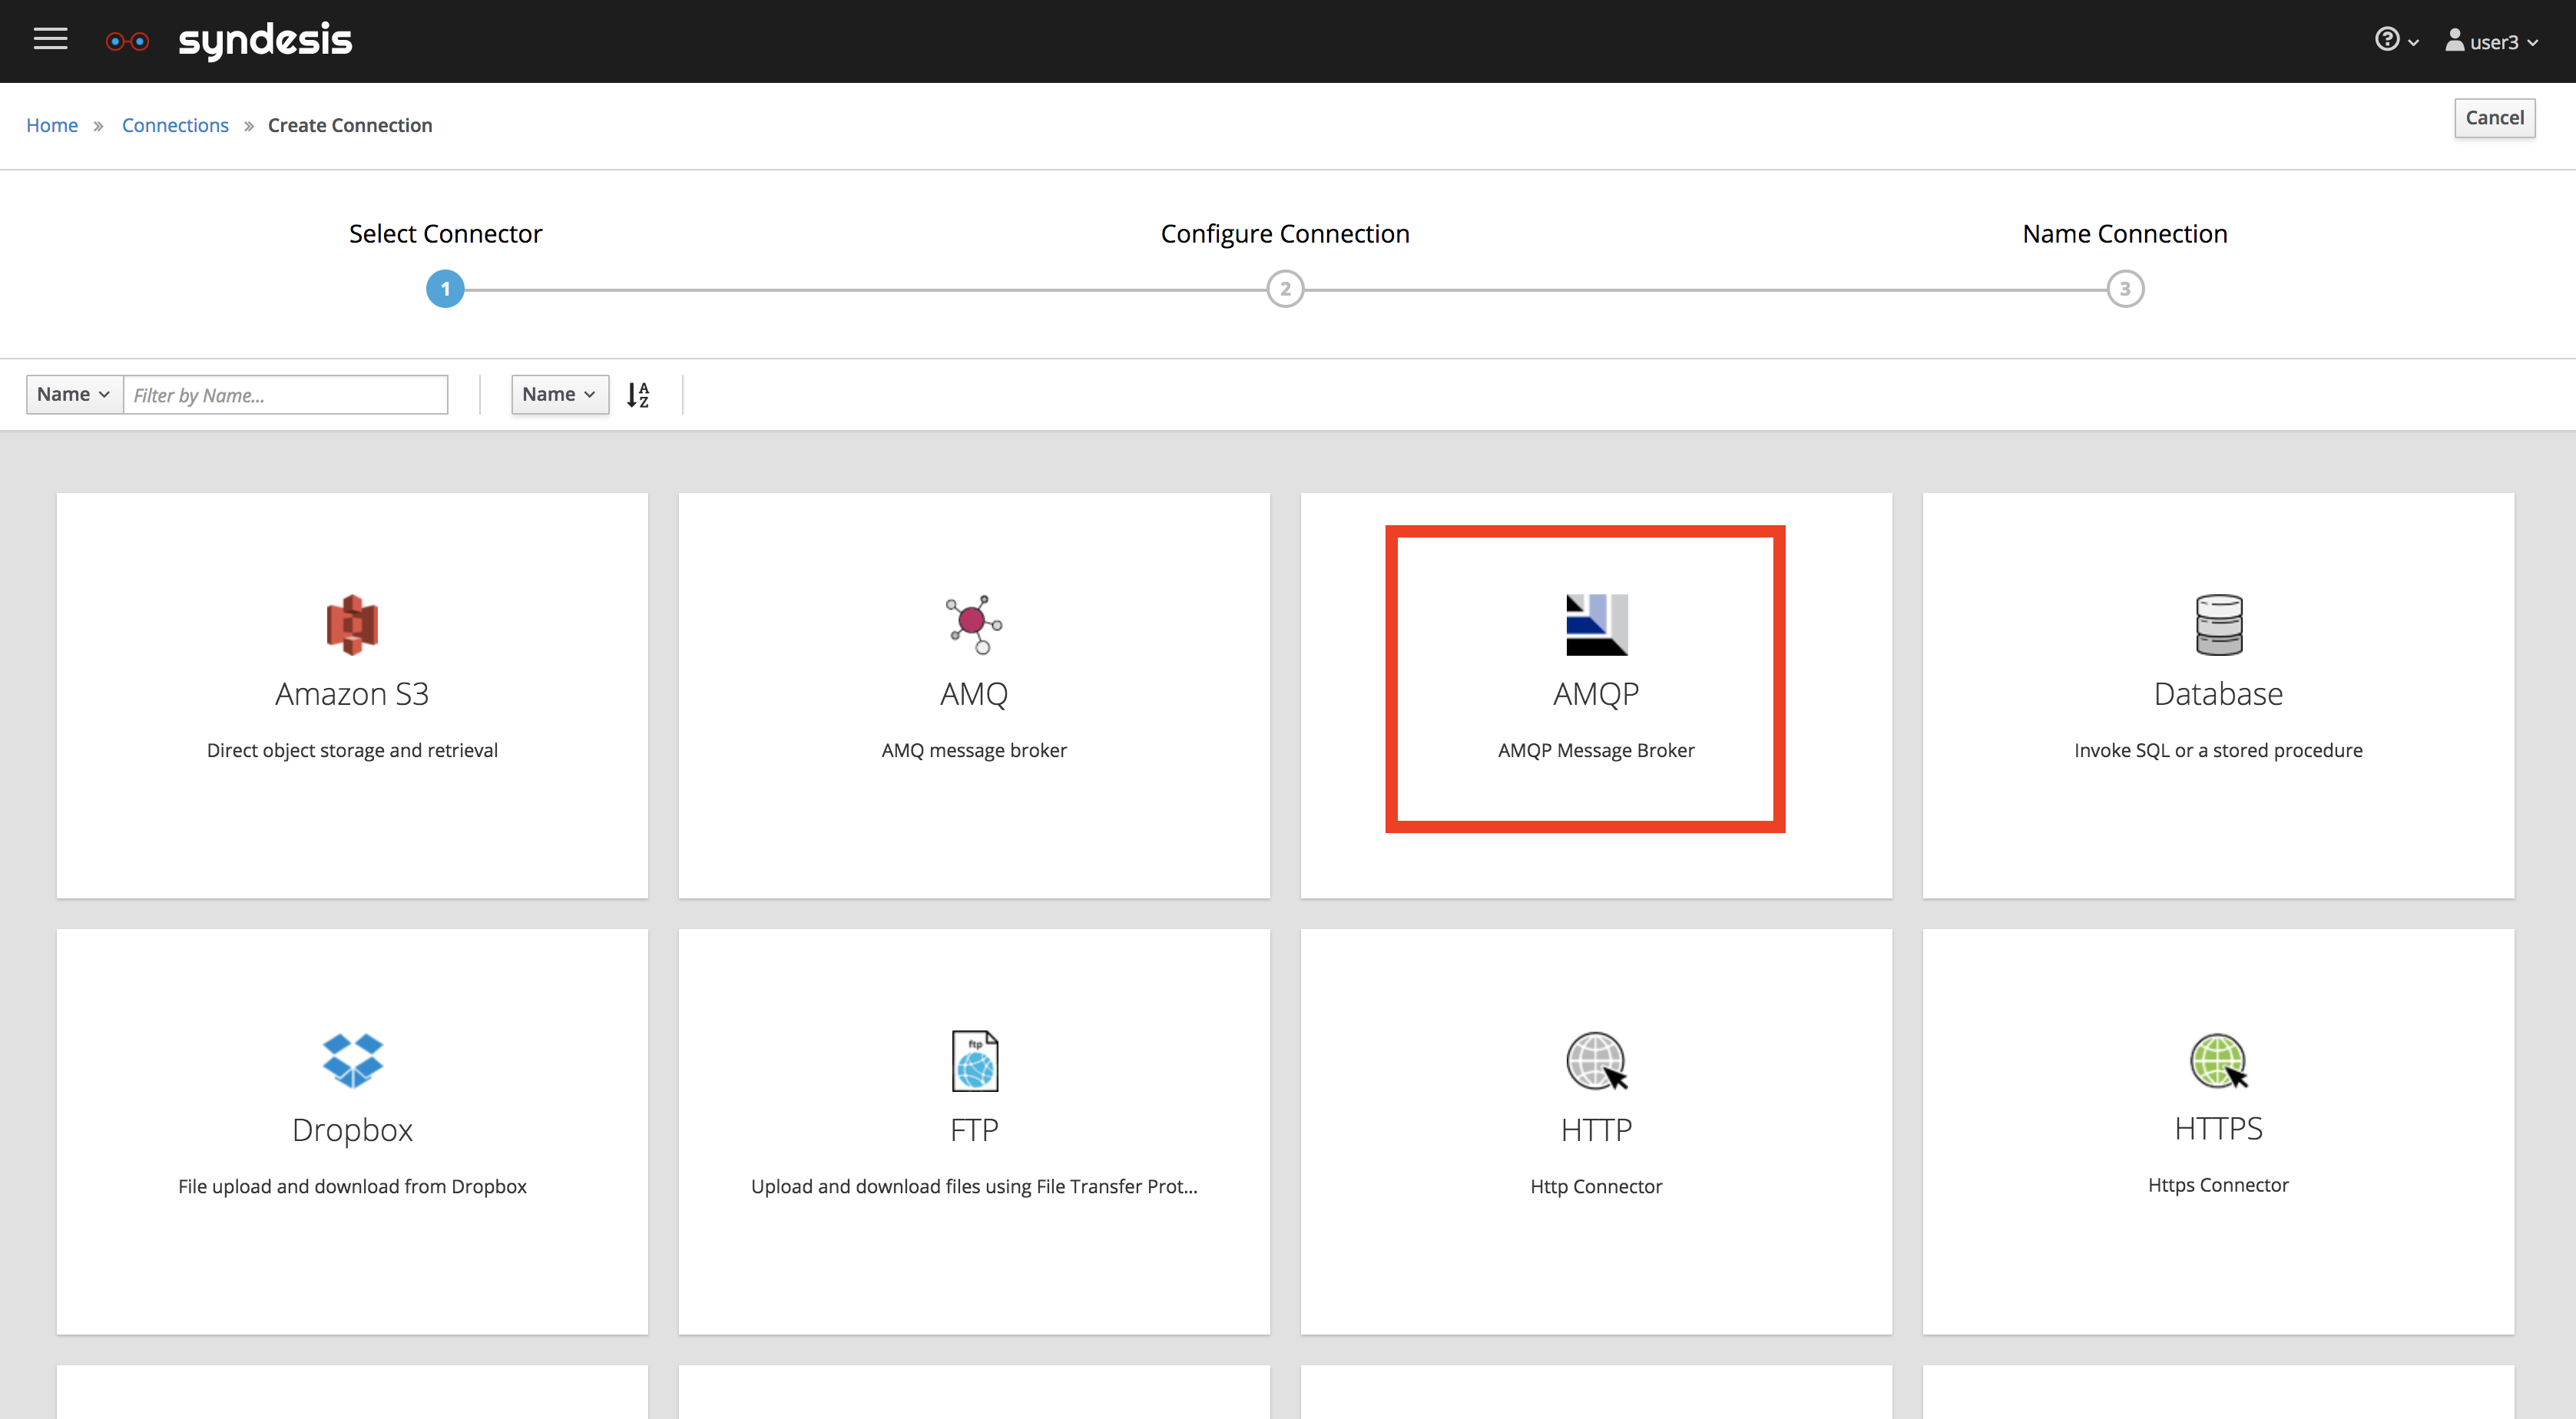 syndesis
user3
Home » Connections » Create Connection
Cancel
Select Connector
Configure Connection
Name Connection
1
2
3
Name
Filter by Name...
Name
A
Z
Amazon S3
Direct object storage and retrieval
AMQ
AMQ message broker
AMQP
AMQP Message Broker
Database
Invoke SQL or a stored procedure
Dropbox
File upload and download from Dropbox
ftp
FTP
Upload and download files using File Transfer Prot...
HTTP
Http Connector
HTTPS
Https Connector